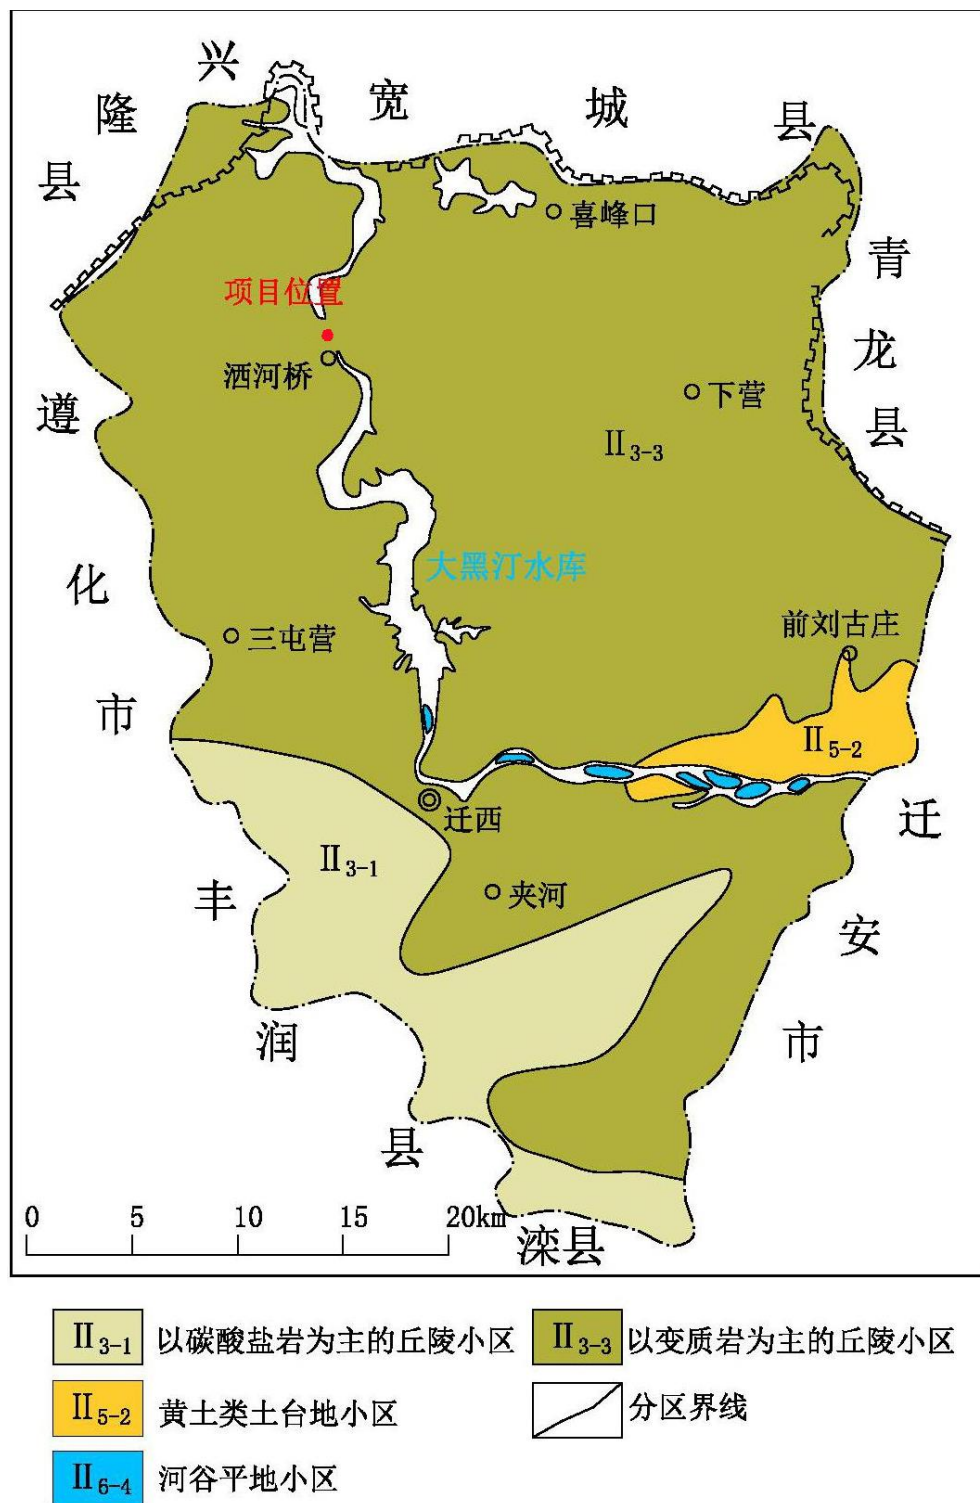 兴隆县
宽城县
青龙县
遵化市
喜峰口
项目位置
洒河桥
下营
II3-3
大黑汀水库
三屯营
前刘古庄
II5-2
迁西
迁安市
II3-1
夹河
丰润县
滦县
0 5 10 15 20km
II3-1 以碳酸盐岩为主的丘陵小区
II3-3 以变质岩为主的丘陵小区
II5-2 黄土类土台地小区
分区界线
II6-4 河谷平地小区